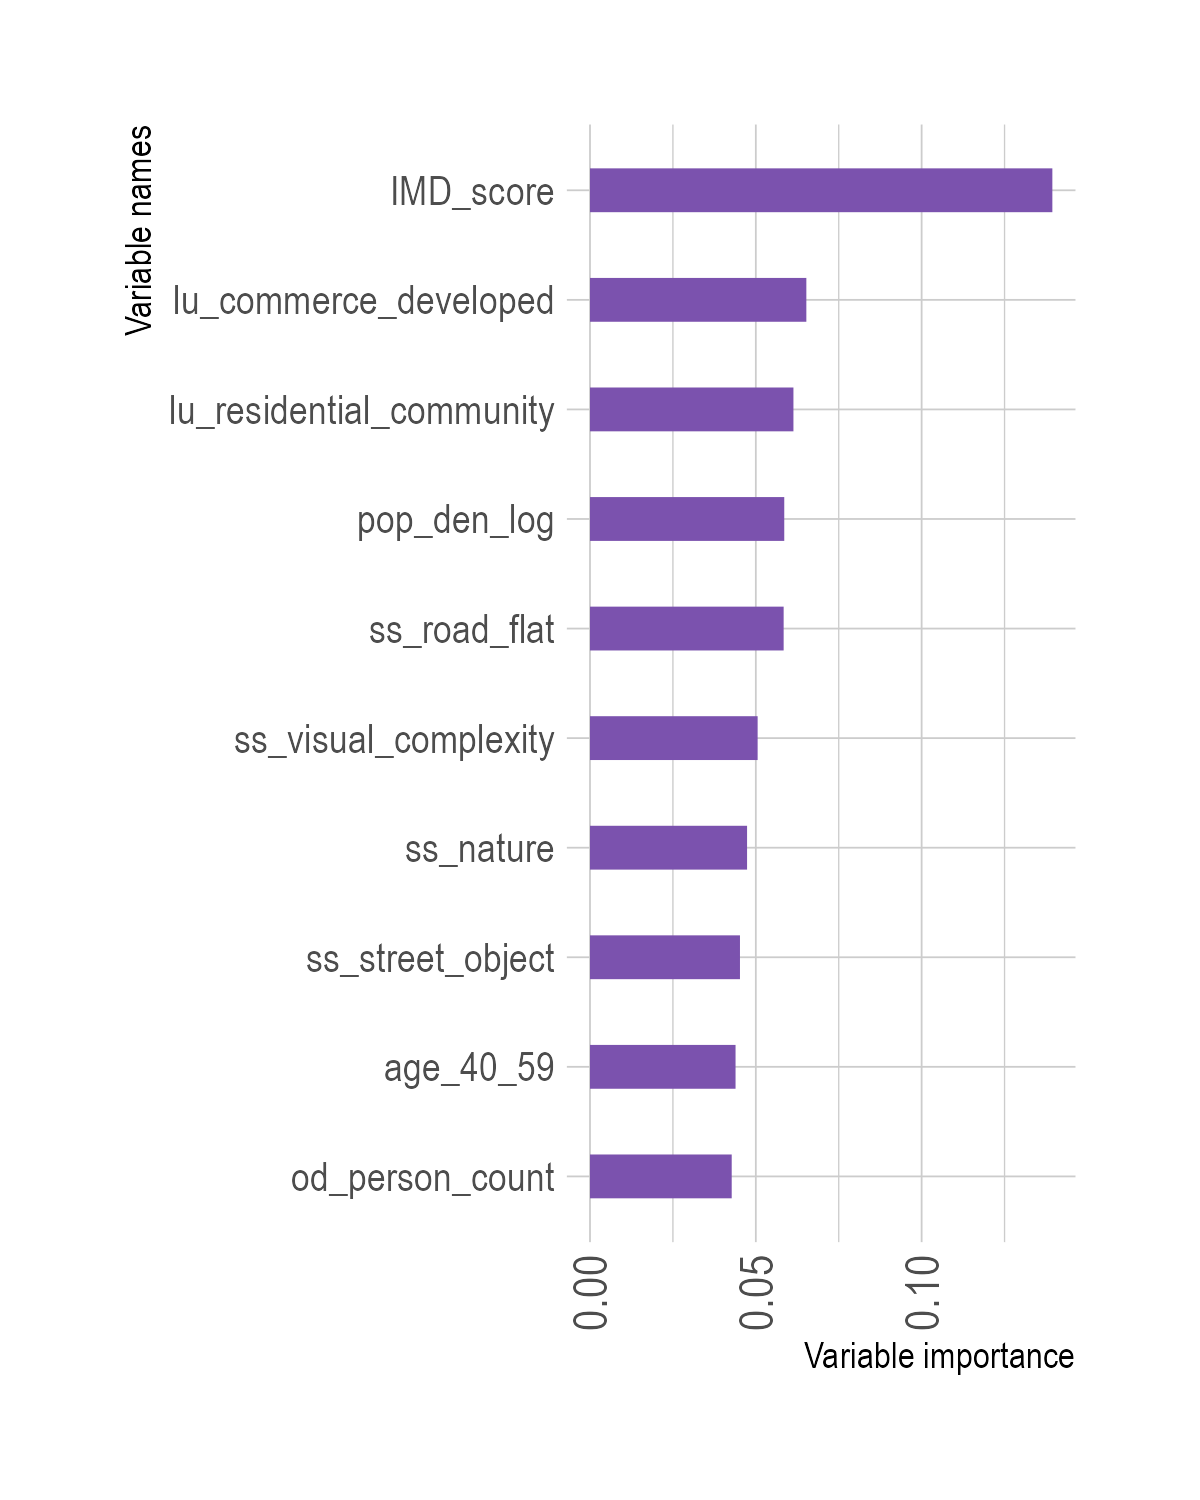 Variable names
IMD_score
lu_commerce_developed
lu_residential_community
pop_den_log
ss_road_flat
ss_visual_complexity
ss_nature
ss_street_object
age_40_59
od_person_count
0.00
0.05
0.10
Variable importance